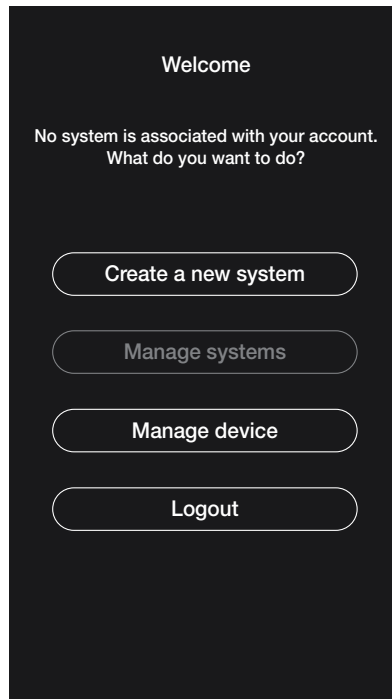 Welcome
No system is associated with your account.
What do you want to do?
Create a new system
Manage systems
Manage device
Logout